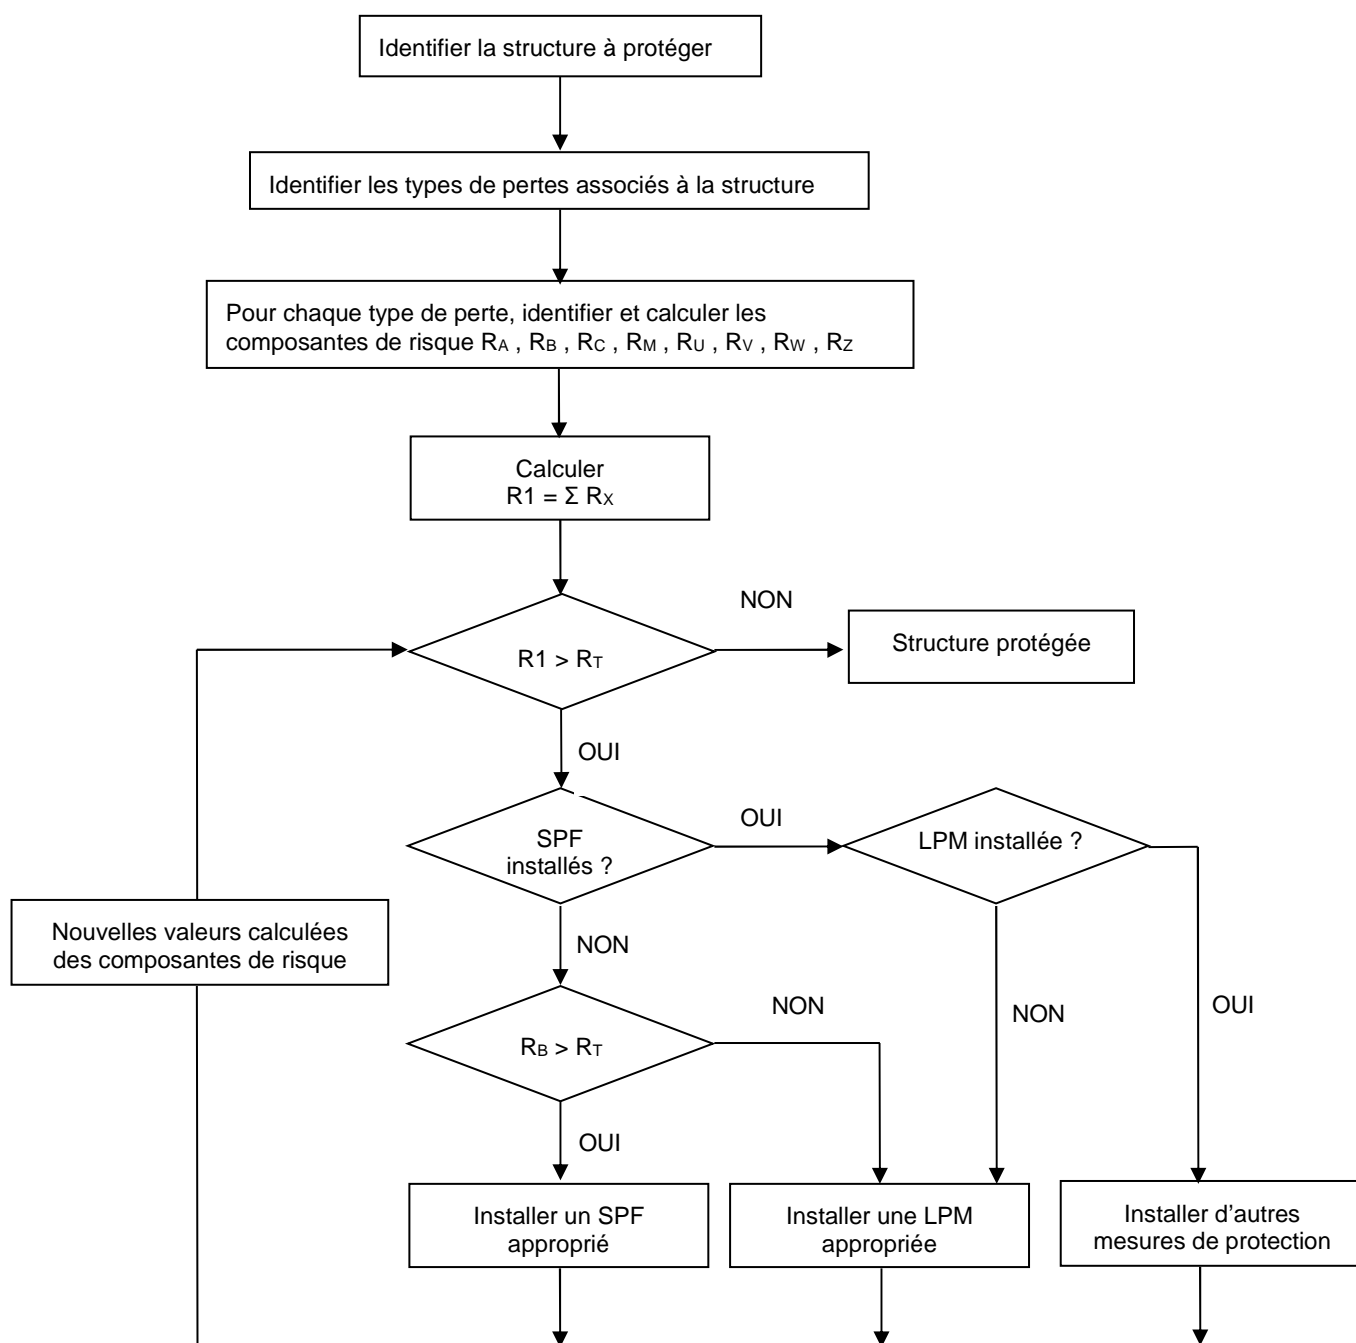 Identifier la structure à protéger
Identifier les types de pertes associés à la structure
Pour chaque type de perte, identifier et calculer les
composantes de risque RA , RB , RC , RM , RU , RV , RW , RZ
Calculer
R1 = Σ RX
NON
Structure protégée
R1 > RT
OUI
SPF
installés ?
OUI
LPM installée ?
Nouvelles valeurs calculées
des composantes de risque
NON
NON
NON
OUI
RB > RT
OUI
Installer un SPF
approprié
Installer une LPM
appropriée
Installer d'autres
mesures de protection